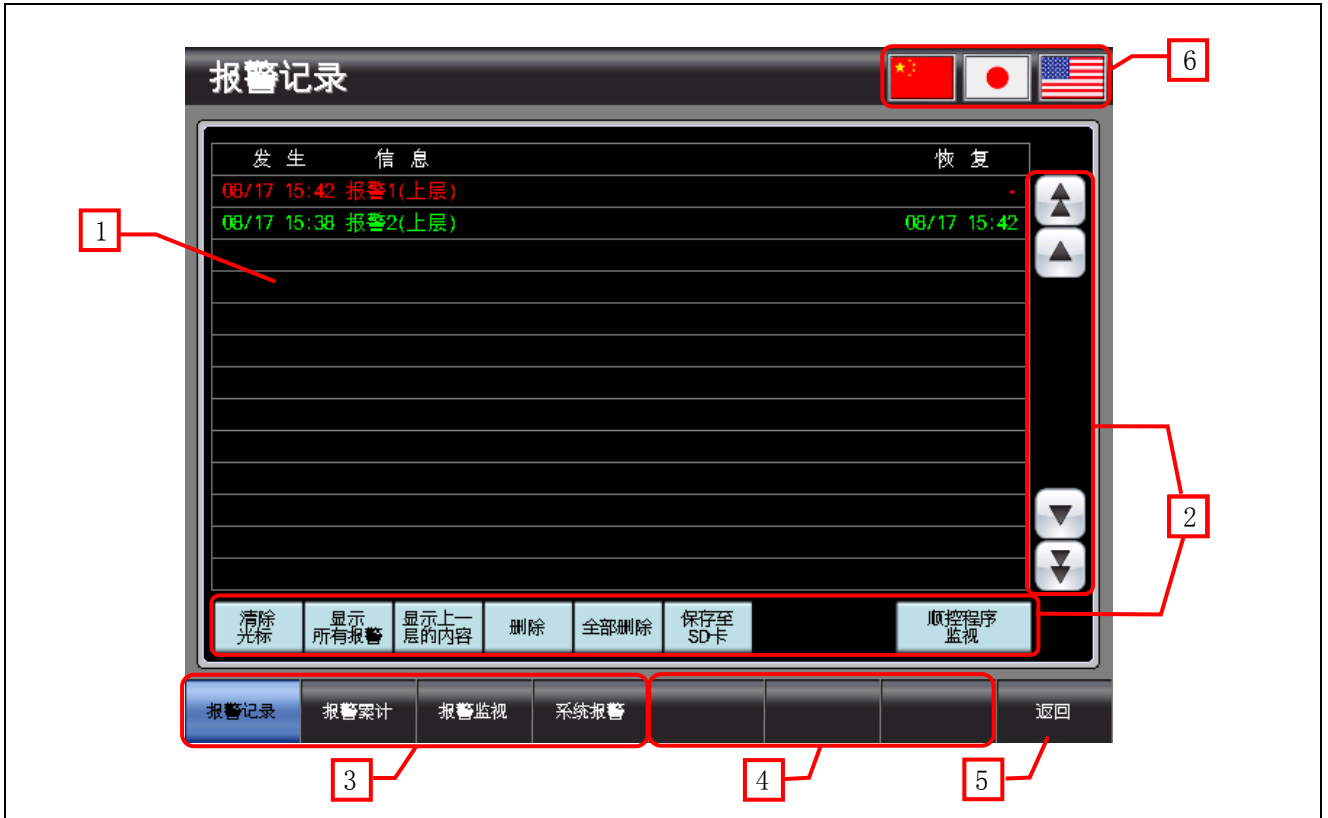 报警记录
6
发 生 信 息 恢 复
08/17 15:42 报警1(上层) -
08/17 15:38 报警2(上层) 08/17 15:42
1
2
清除
光标
显示
所有报警
显示上一
层的内容
删除
全部删除
保存至
SD卡
顺控程序
监视
报警记录 报警累计 报警监视 系统报警 返回
3
4
5